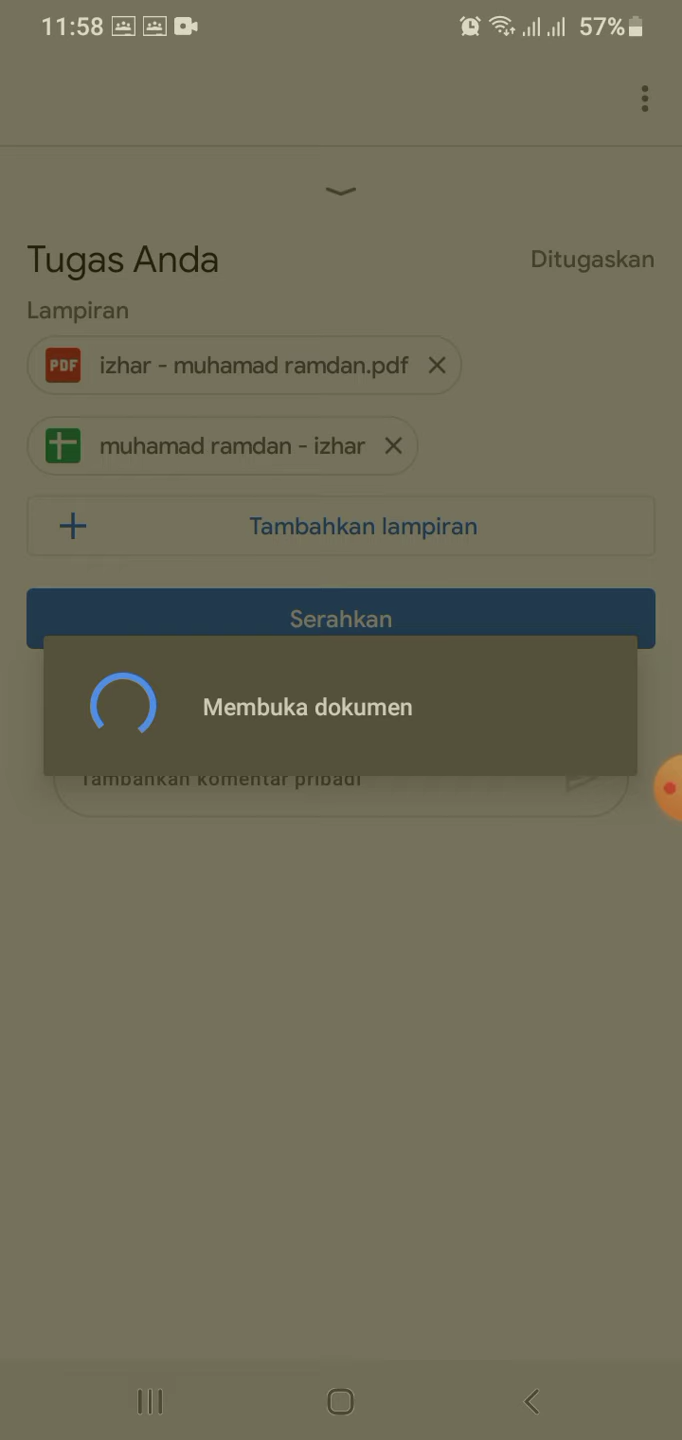 11:58
57%
Tugas Anda
Ditugaskan
Lampiran
PDF
izhar - muhamad ramdan.pdf
muhamad ramdan - izhar
Tambahkan lampiran
Serahkan
Membuka dokumen
Tambahkan komentar pribadi